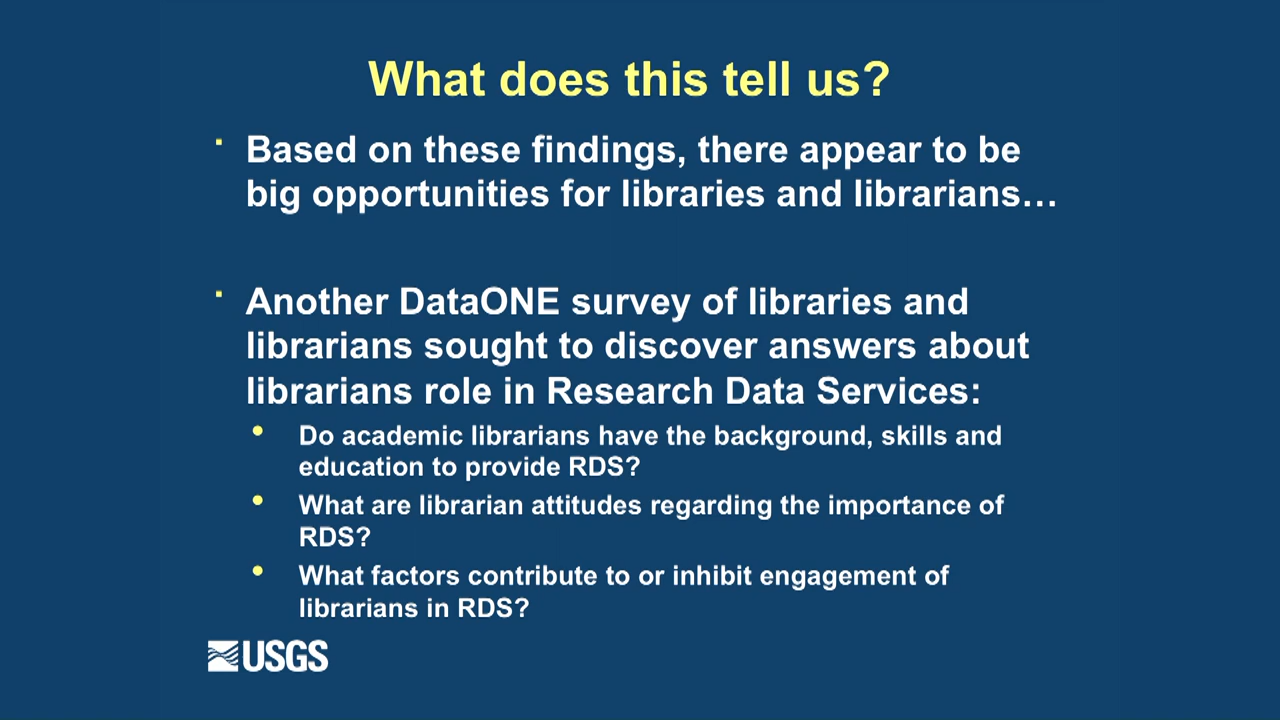 What does this tell us?
Based on these findings, there appear to be
big opportunities for libraries and librarians…
Another DataONE survey of libraries and
librarians sought to discover answers about
librarians role in Research Data Services:
Do academic librarians have the background, skills and
education to provide RDS?
What are librarian attitudes regarding the importance of
RDS?
What factors contribute to or inhibit engagement of
librarians in RDS?
USGS